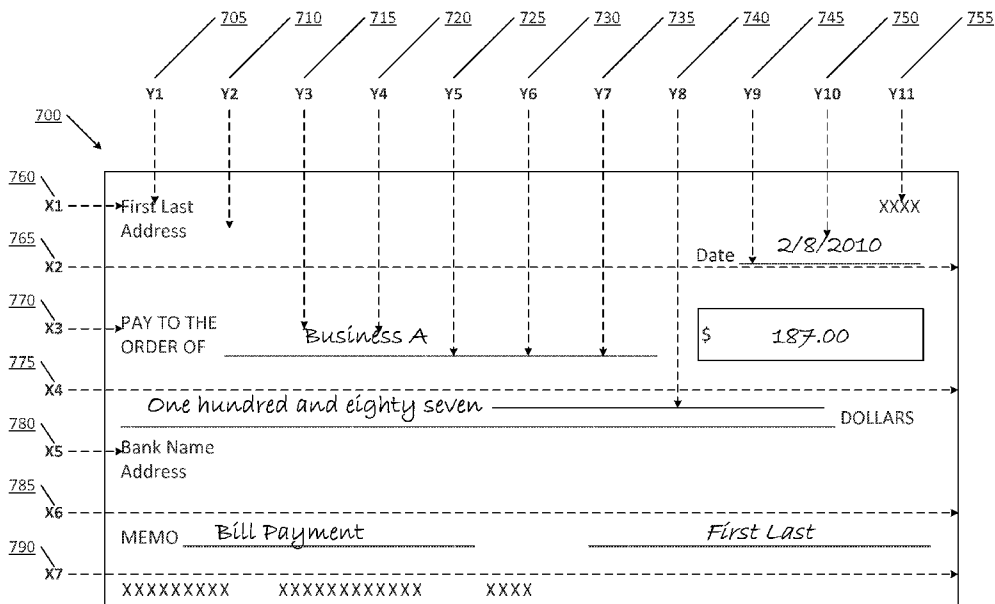 705 710 715 720 725 730 735 740 745 750 755
Y1 Y2 Y3 Y4 Y5 Y6 Y7 Y8 Y9 Y10 Y11
700
760
X1 First Last XXXX
Address
765
Date 2/8/2010
X2
770
X3 PAY TO THE
ORDER OF Business A $ 187.00
775
X4
One hundred and eighty seven DOLLARS
780
X5 Bank Name
Address
785
X6
MEMO Bill Payment First Last
790
X7
XXXXXXXXX XXXXXXXXXXXX XXXX